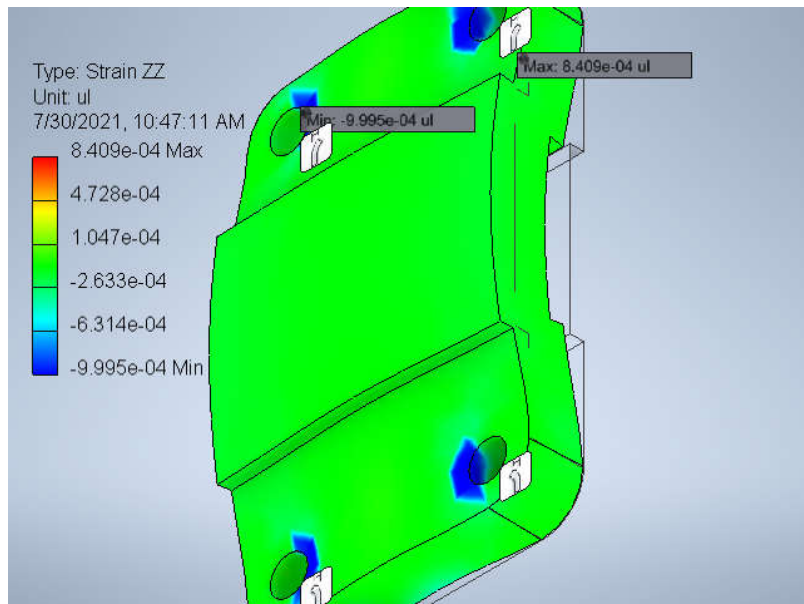 Type: Strain ZZ
Unit: ul
7/30/2021, 10:47:11 AM
8.409e-04 Max
4.728e-04
1.047e-04
-2.633e-04
-6.314e-04
-9.995e-04 Min
Max: 8.409e-04 ul
Min: -9.995e-04 ul